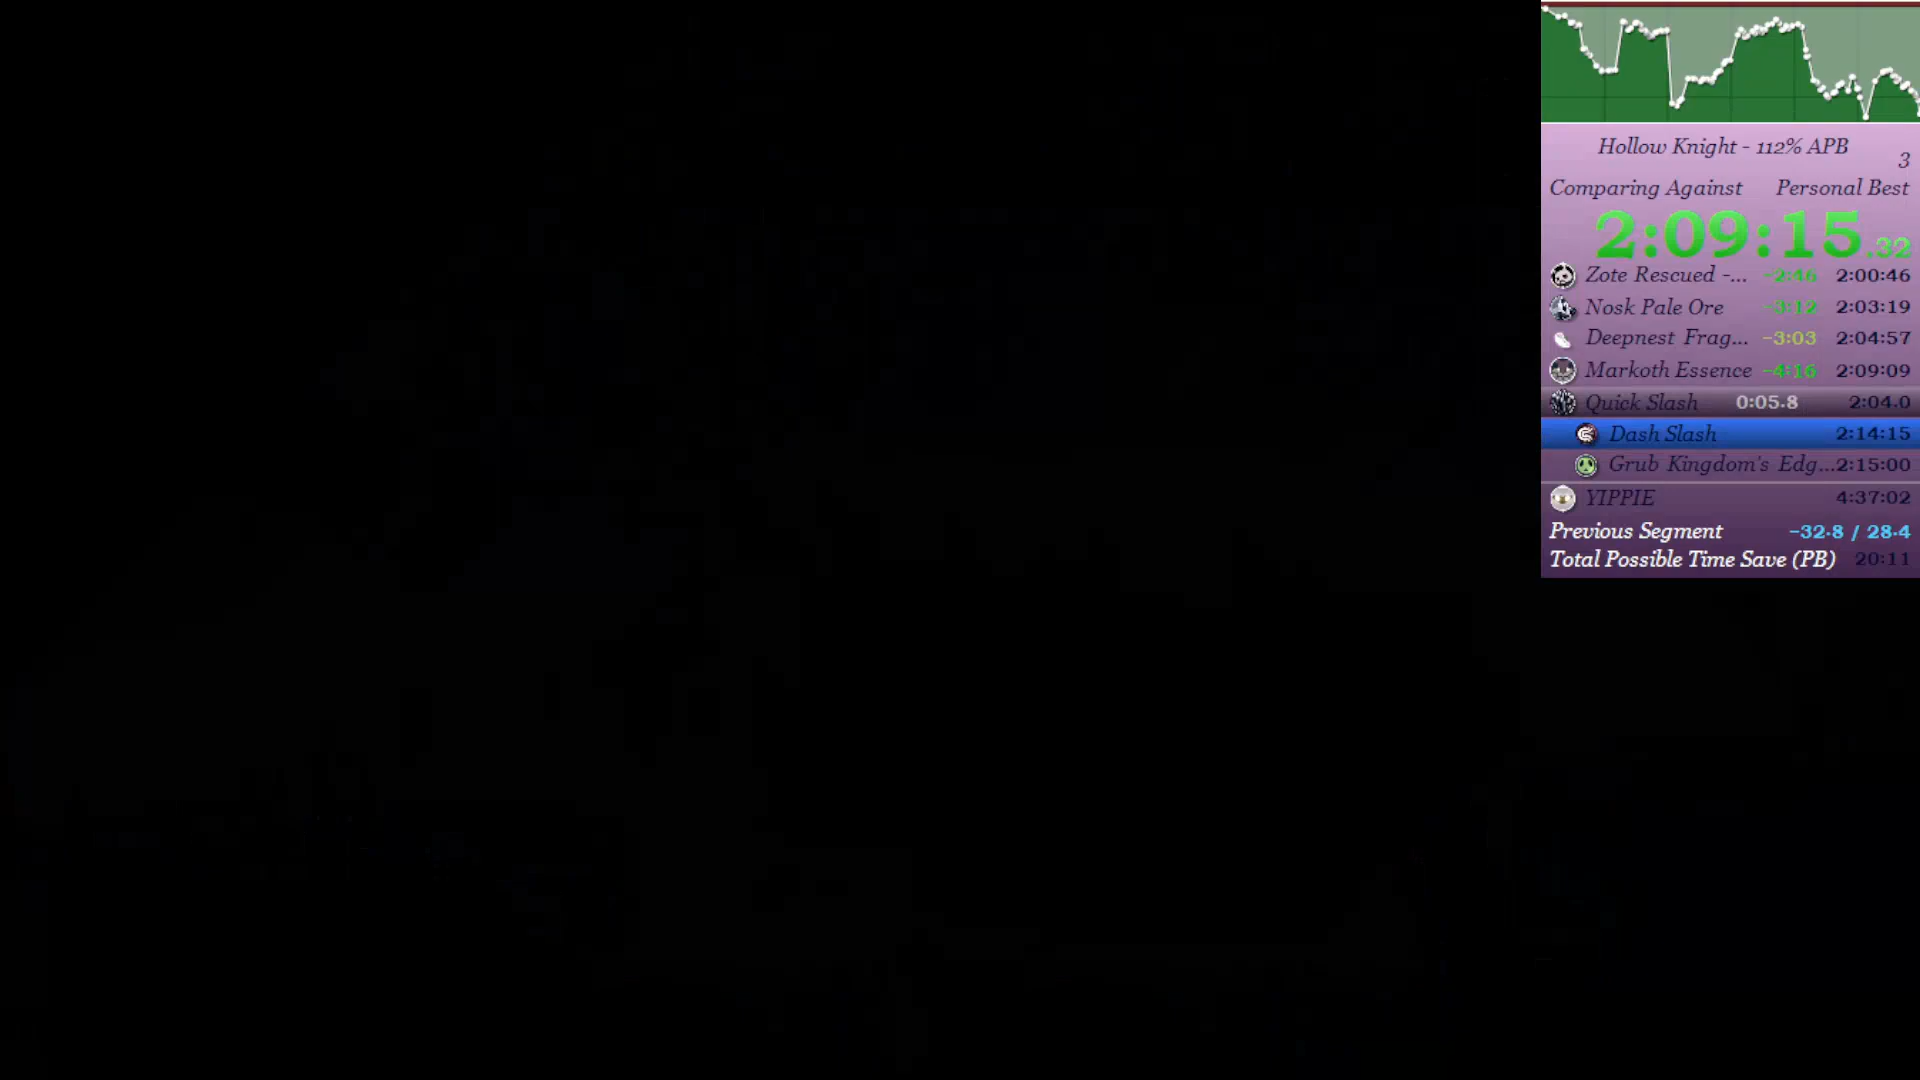 Hollow Knight - 112% APB
3
Comparing Against Personal Best
2:09:15.32
Zote Rescued -... -2:46 2:00:46
Nosk Pale Ore -3:12 2:03:19
Deepnest Frag... -3:03 2:04:57
Markoth Essence -4:16 2:09:09
Quick Slash 0:05.8 2:04.0
Dash Slash 2:14:15
Grub Kingdom's Edg... 2:15:00
YIPPIE 4:37:02
Previous Segment -32.8 / 28.4
Total Possible Time Save (PB) 20:11